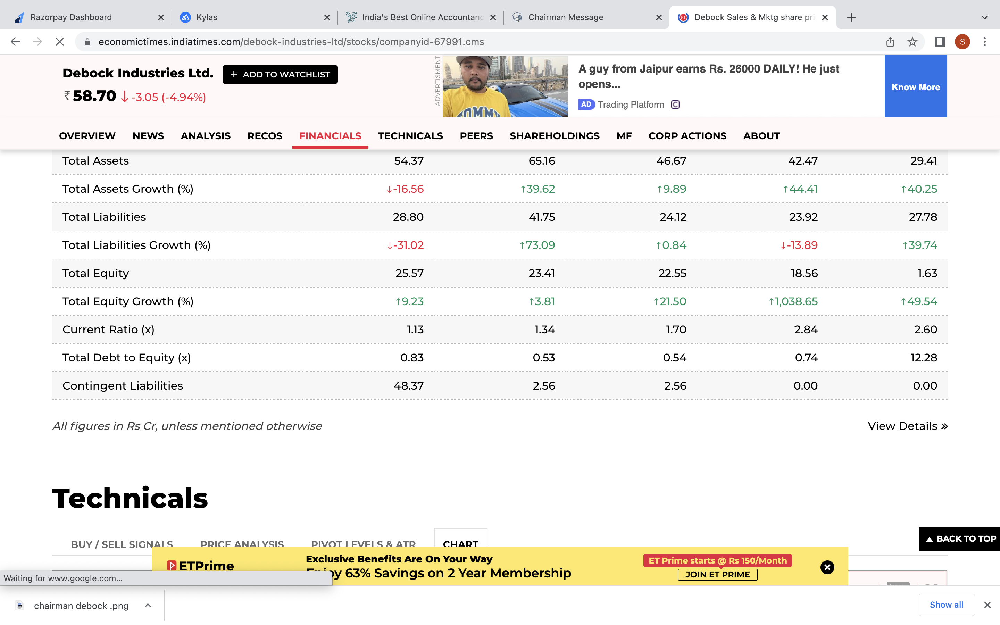 Razorpay Dashboard
Kylas
India's Best Online Accountanc
Chairman Message
Debock Sales & Mktg share pri
economictimes.indiatimes.com/debock-industries-ltd/stocks/companyid-67991.cms
S
Debock Industries Ltd.
+ ADD TO WATCHLIST
₹58.70 ↓ -3.05 (-4.94%)
ADVERTISMENT
TOMMY
A guy from Jaipur earns Rs. 26000 DAILY! He just
opens...
AD Trading Platform C
Know More
OVERVIEW NEWS ANALYSIS RECOS FINANCIALS TECHNICALS PEERS SHAREHOLDINGS MF CORP ACTIONS ABOUT
Total Assets 54.37 65.16 46.67 42.47 29.41
Total Assets Growth (%) ↓-16.56 ↑39.62 ↑9.89 ↑44.41 ↑40.25
Total Liabilities 28.80 41.75 24.12 23.92 27.78
Total Liabilities Growth (%) ↓-31.02 ↑73.09 ↑0.84 ↓-13.89 ↑39.74
Total Equity 25.57 23.41 22.55 18.56 1.63
Total Equity Growth (%) ↑9.23 ↑3.81 ↑21.50 ↑1,038.65 ↑49.54
Current Ratio (x) 1.13 1.34 1.70 2.84 2.60
Total Debt to Equity (x) 0.83 0.53 0.54 0.74 12.28
Contingent Liabilities 48.37 2.56 2.56 0.00 0.00
All figures in Rs Cr, unless mentioned otherwise
View Details »
Technicals
BUY / SELL SIGNALS PRICE ANALYSIS PIVOT LEVELS & ATR CHART
▲ BACK TO TOP
ETPrime
Exclusive Benefits Are On Your Way
Enjoy 63% Savings on 2 Year Membership
ET Prime starts @ Rs 150/Month
JOIN ET PRIME
Waiting for www.google.com...
chairman debock .png
Show all